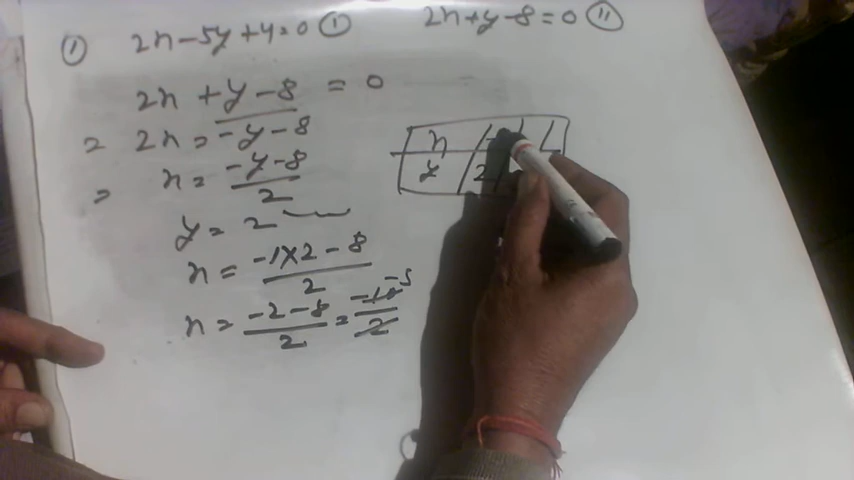 ① 2x-5y+4=0 ① 2x+y-8=0 ⑪
2x+y-8=0
= 2x=-y-8
= x=-y-8/2
y=2
x=-1×2-8/2
x=-2-8/2=-10/2 -5
x
y 2